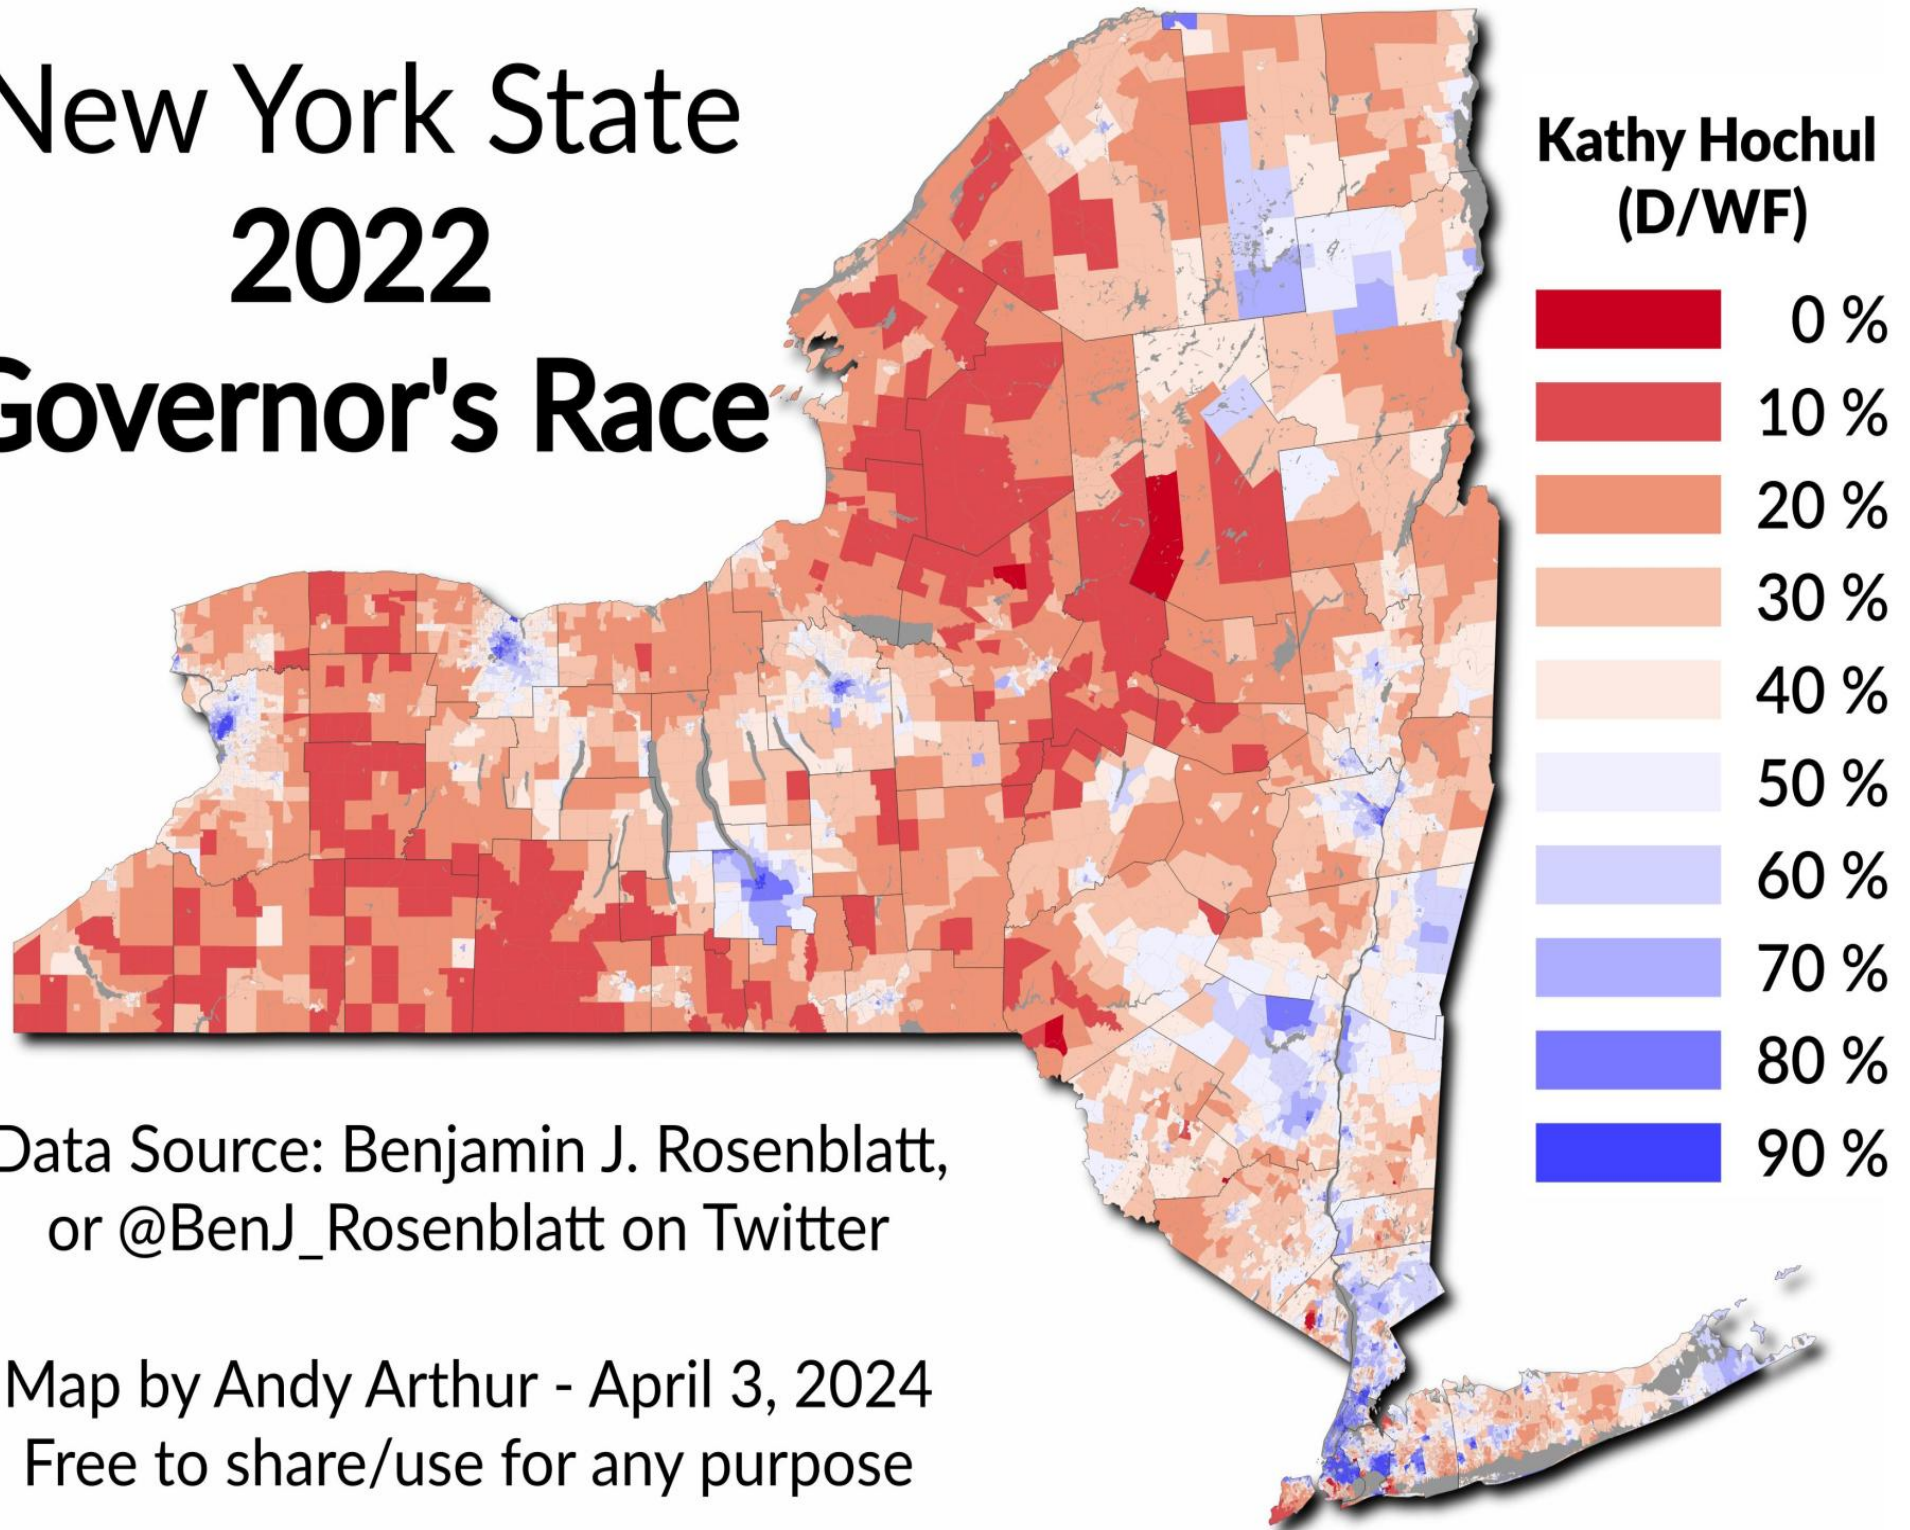 New York State
2022
Governor's Race
Kathy Hochul
(D/WF)
0 %
10 %
20 %
30 %
40 %
50 %
60 %
70 %
80 %
90 %
Data Source: Benjamin J. Rosenblatt,
or @BenJ_Rosenblatt on Twitter
Map by Andy Arthur - April 3, 2024
Free to share/use for any purpose